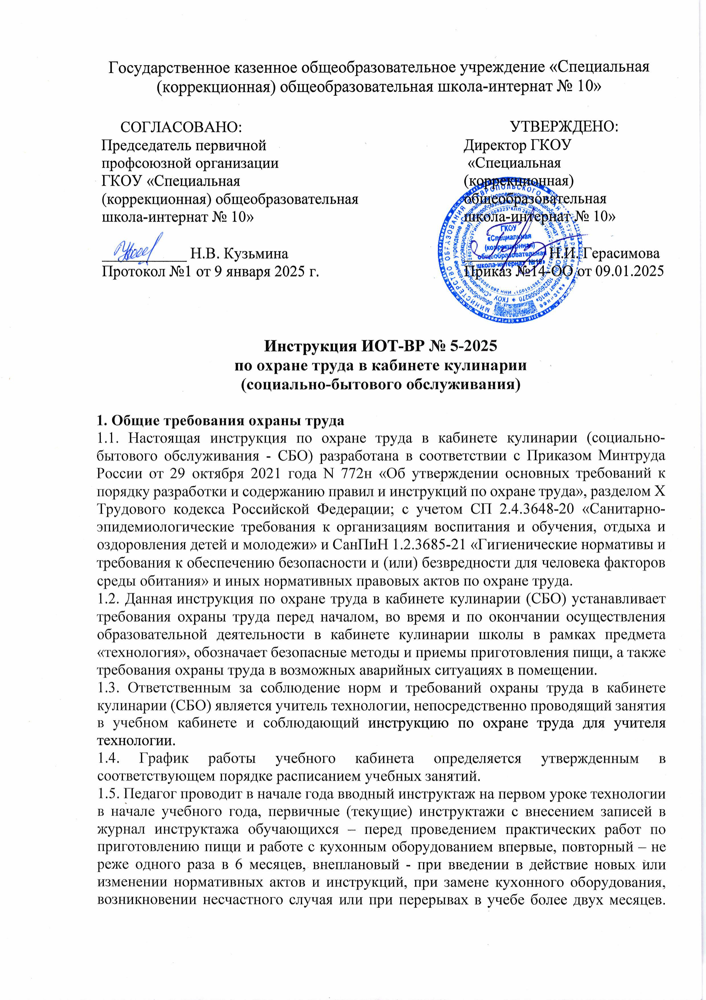 Государственное казенное общеобразовательное учреждение «Специальная
(коррекционная) общеобразовательная школа-интернат № 10»
СОГЛАСОВАНО:
Председатель первичной
профсоюзной организации
ГКОУ «Специальная
(коррекционная) общеобразовательная
школа-интернат № 10»
Н.В. Кузьмина
Протокол №1 от 9 января 2025 г.
УТВЕРЖДЕНО:
Директор ГКОУ
«Специальная
(коррекционная)
общеобразовательная
школа-интернат № 10»
Н.И. Герасимова
Приказ №14-ОО от 09.01.2025
ГКОУ
«Специальная
(коррекционная)
общеобразовательная
школа-интернат №10»
Инструкция ИОТ-ВР № 5-2025
по охране труда в кабинете кулинарии
(социально-бытового обслуживания)
1. Общие требования охраны труда
1.1. Настоящая инструкция по охране труда в кабинете кулинарии (социально-
бытового обслуживания - СБО) разработана в соответствии с Приказом Минтруда
России от 29 октября 2021 года N 772н «Об утверждении основных требований к
порядку разработки и содержанию правил и инструкций по охране труда», разделом X
Трудового кодекса Российской Федерации; с учетом СП 2.4.3648-20 «Санитарно-
эпидемиологические требования к организациям воспитания и обучения, отдыха и
оздоровления детей и молодежи» и СанПиН 1.2.3685-21 «Гигиенические нормативы и
требования к обеспечению безопасности и (или) безвредности для человека факторов
среды обитания» и иных нормативных правовых актов по охране труда.
1.2. Данная инструкция по охране труда в кабинете кулинарии (СБО) устанавливает
требования охраны труда перед началом, во время и по окончании осуществления
образовательной деятельности в кабинете кулинарии школы в рамках предмета
«технология», обозначает безопасные методы и приемы приготовления пищи, а также
требования охраны труда в возможных аварийных ситуациях в помещении.
1.3. Ответственным за соблюдение норм и требований охраны труда в кабинете
кулинарии (СБО) является учитель технологии, непосредственно проводящий занятия
в учебном кабинете и соблюдающий инструкцию по охране труда для учителя
технологии.
1.4. График работы учебного кабинета определяется утвержденным в
соответствующем порядке расписанием учебных занятий.
1.5. Педагог проводит в начале года вводный инструктаж на первом уроке технологии
в начале учебного года, первичные (текущие) инструктажи с внесением записей в
журнал инструктажа обучающихся – перед проведением практических работ по
приготовлению пищи и работе с кухонным оборудованием впервые, повторный – не
реже одного раза в 6 месяцев, внеплановый - при введении в действие новых или
изменении нормативных актов и инструкций, при замене кухонного оборудования,
возникновении несчастного случая или при перерывах в учебе более двух месяцев.